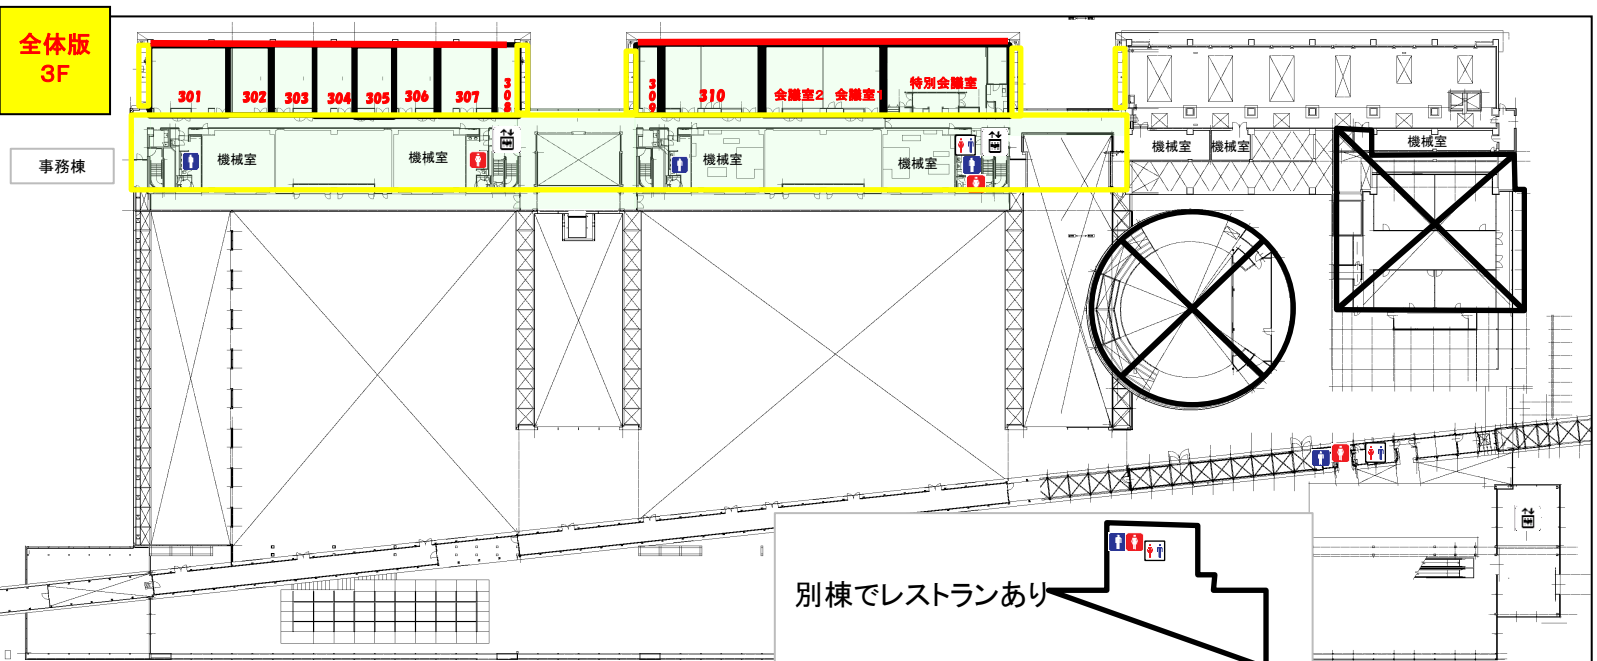 全体版
3F
301
302
303
304
305
306
307
308
309
310
会議室2
会議室1
特別会議室
事務棟
機械室
機械室
機械室
機械室
機械室
機械室
機械室
別棟でレストランあり